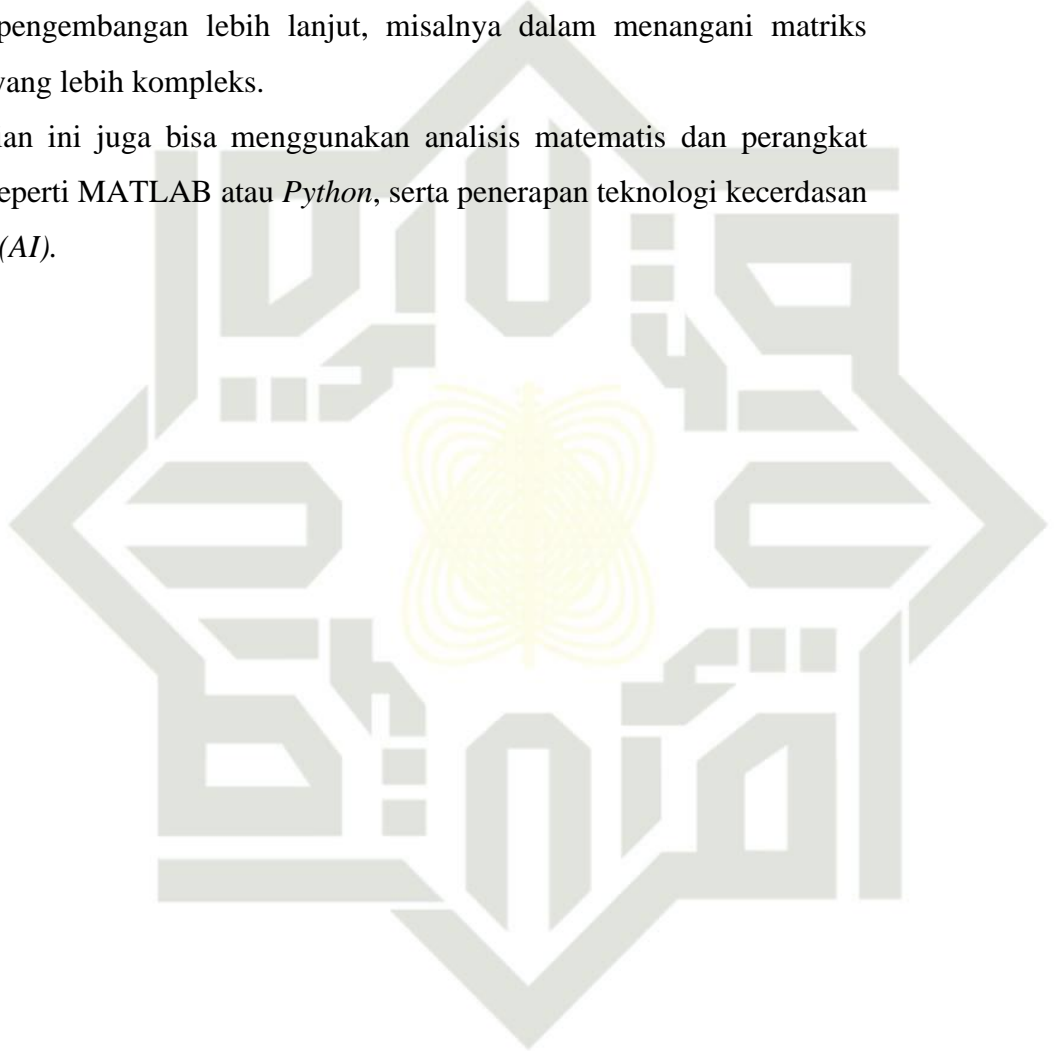 pengembangan lebih lanjut, misalnya dalam menangani matriks
yang lebih kompleks.
an ini juga bisa menggunakan analisis matematis dan perangkat
eperti MATLAB atau Python, serta penerapan teknologi kecerdasan
(AI).